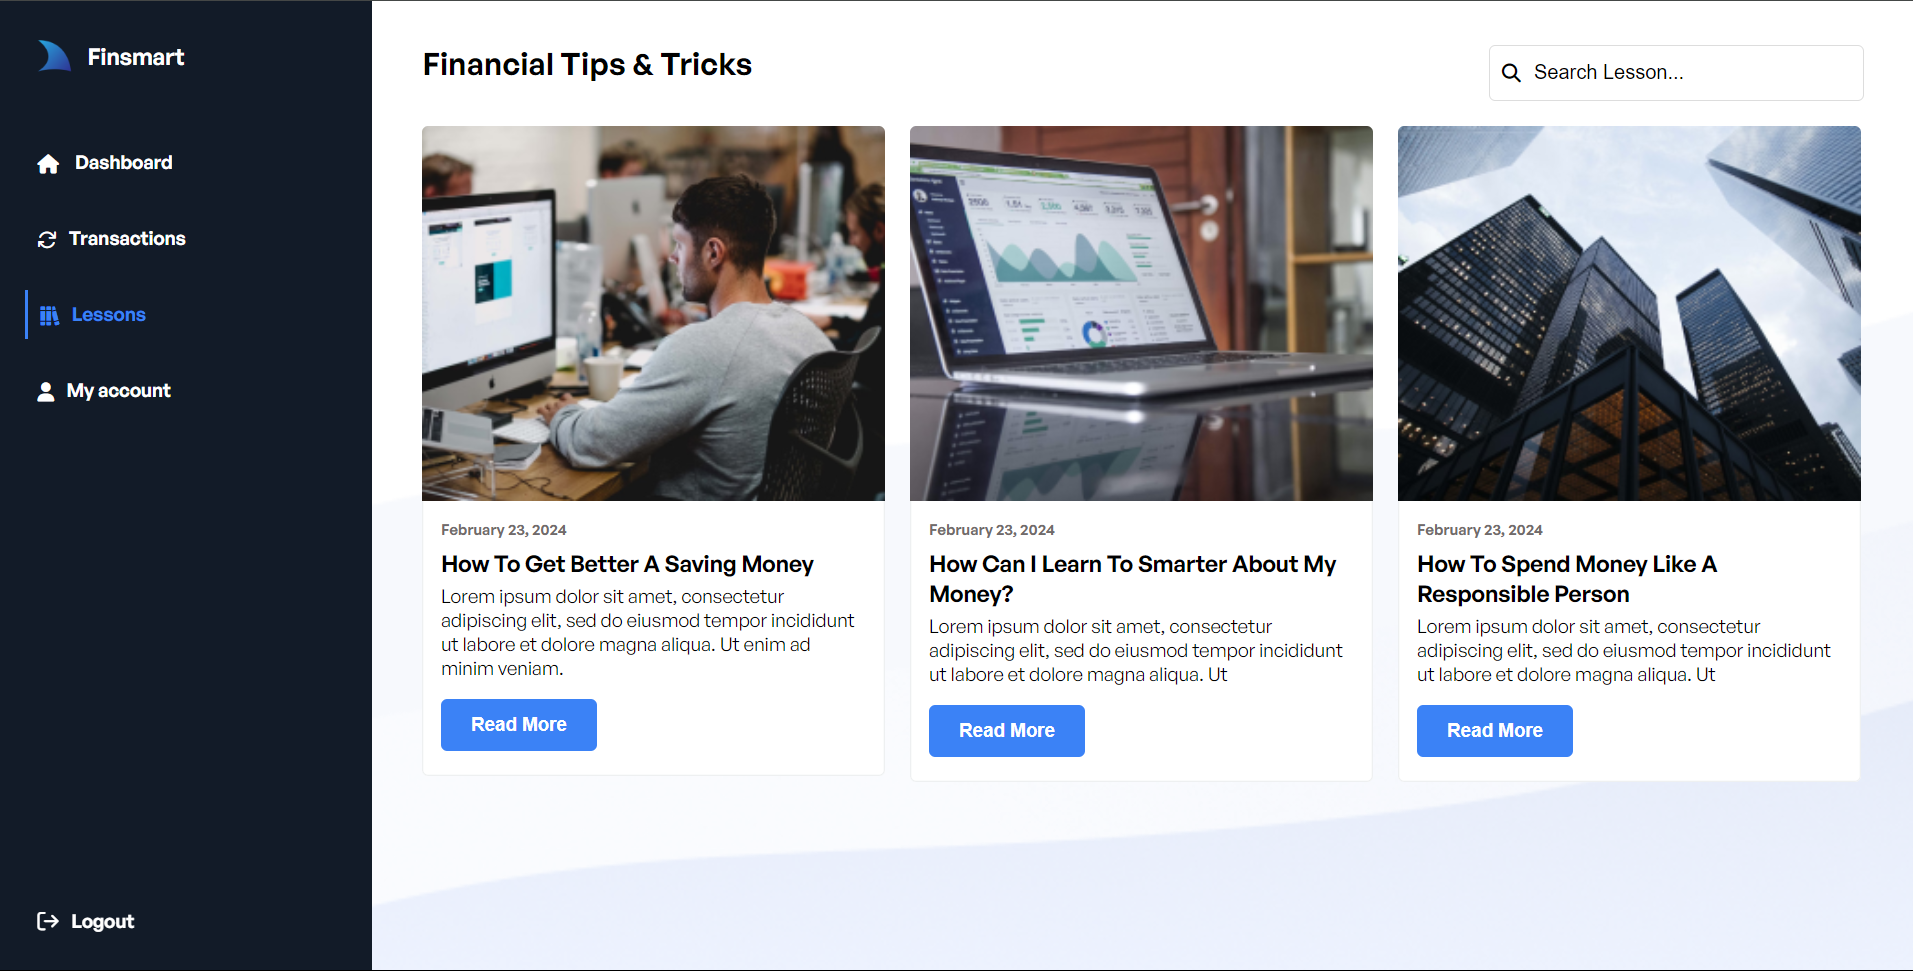 Finsmart
Dashboard
Transactions
Lessons
My account
Logout
Financial Tips & Tricks
Search Lesson...
February 23, 2024
How To Get Better A Saving Money
Lorem ipsum dolor sit amet, consectetur
adipiscing elit, sed do eiusmod tempor incididunt
ut labore et dolore magna aliqua. Ut enim ad
minim veniam.
Read More
February 23, 2024
How Can I Learn To Smarter About My
Money?
Lorem ipsum dolor sit amet, consectetur
adipiscing elit, sed do eiusmod tempor incididunt
ut labore et dolore magna aliqua. Ut
Read More
February 23, 2024
How To Spend Money Like A
Responsible Person
Lorem ipsum dolor sit amet, consectetur
adipiscing elit, sed do eiusmod tempor incididunt
ut labore et dolore magna aliqua. Ut
Read More